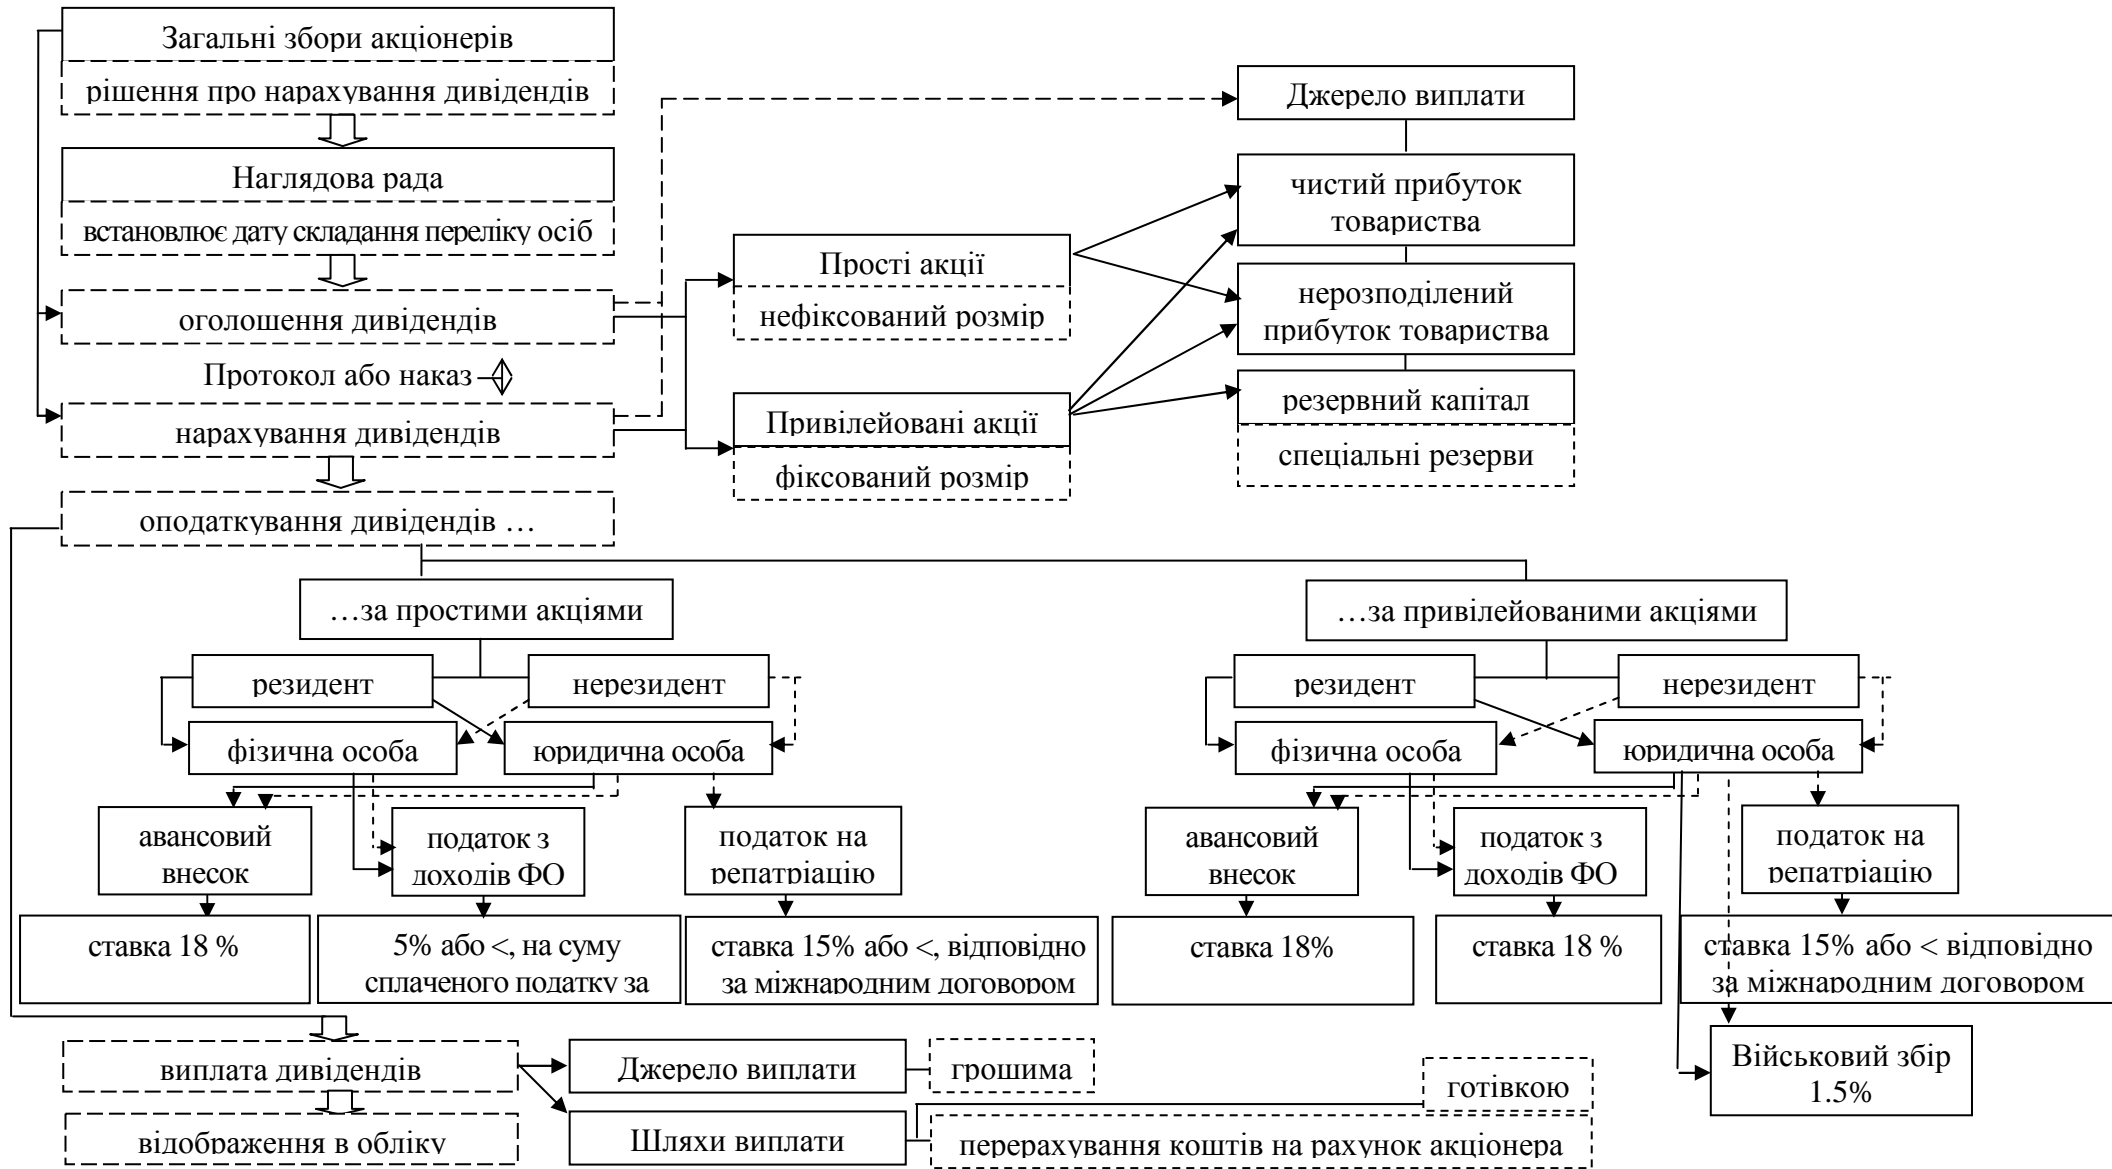 Загальні збори акціонерів
рішення про нарахування дивідендів
Наглядова рада
встановлює дату складання переліку осіб
оголошення дивідендів
Протокол або наказ
нарахування дивідендів
оподаткування дивідендів …
Прості акції
нефіксований розмір
Привілейовані акції
фіксований розмір
Джерело виплати
чистий прибуток
товариства
нерозподілений
прибуток товариства
резервний капітал
спеціальні резерви
…за простими акціями
резидент
нерезидент
фізична особа
юридична особа
авансовий
внесок
податок з
доходів ФО
податок на
репатріацію
ставка 18 %
5% або <, на суму
сплаченого податку за
ставка 15% або <, відповідно
за міжнародним договором
…за привілейованими акціями
резидент
нерезидент
фізична особа
юридична особа
авансовий
внесок
податок з
доходів ФО
податок на
репатріацію
ставка 18%
ставка 18 %
ставка 15% або < відповідно
за міжнародним договором
Військовий збір
1.5%
виплата дивідендів
відображення в обліку
Джерело виплати
грошима
Шляхи виплати
готівкою
перерахування коштів на рахунок акціонера